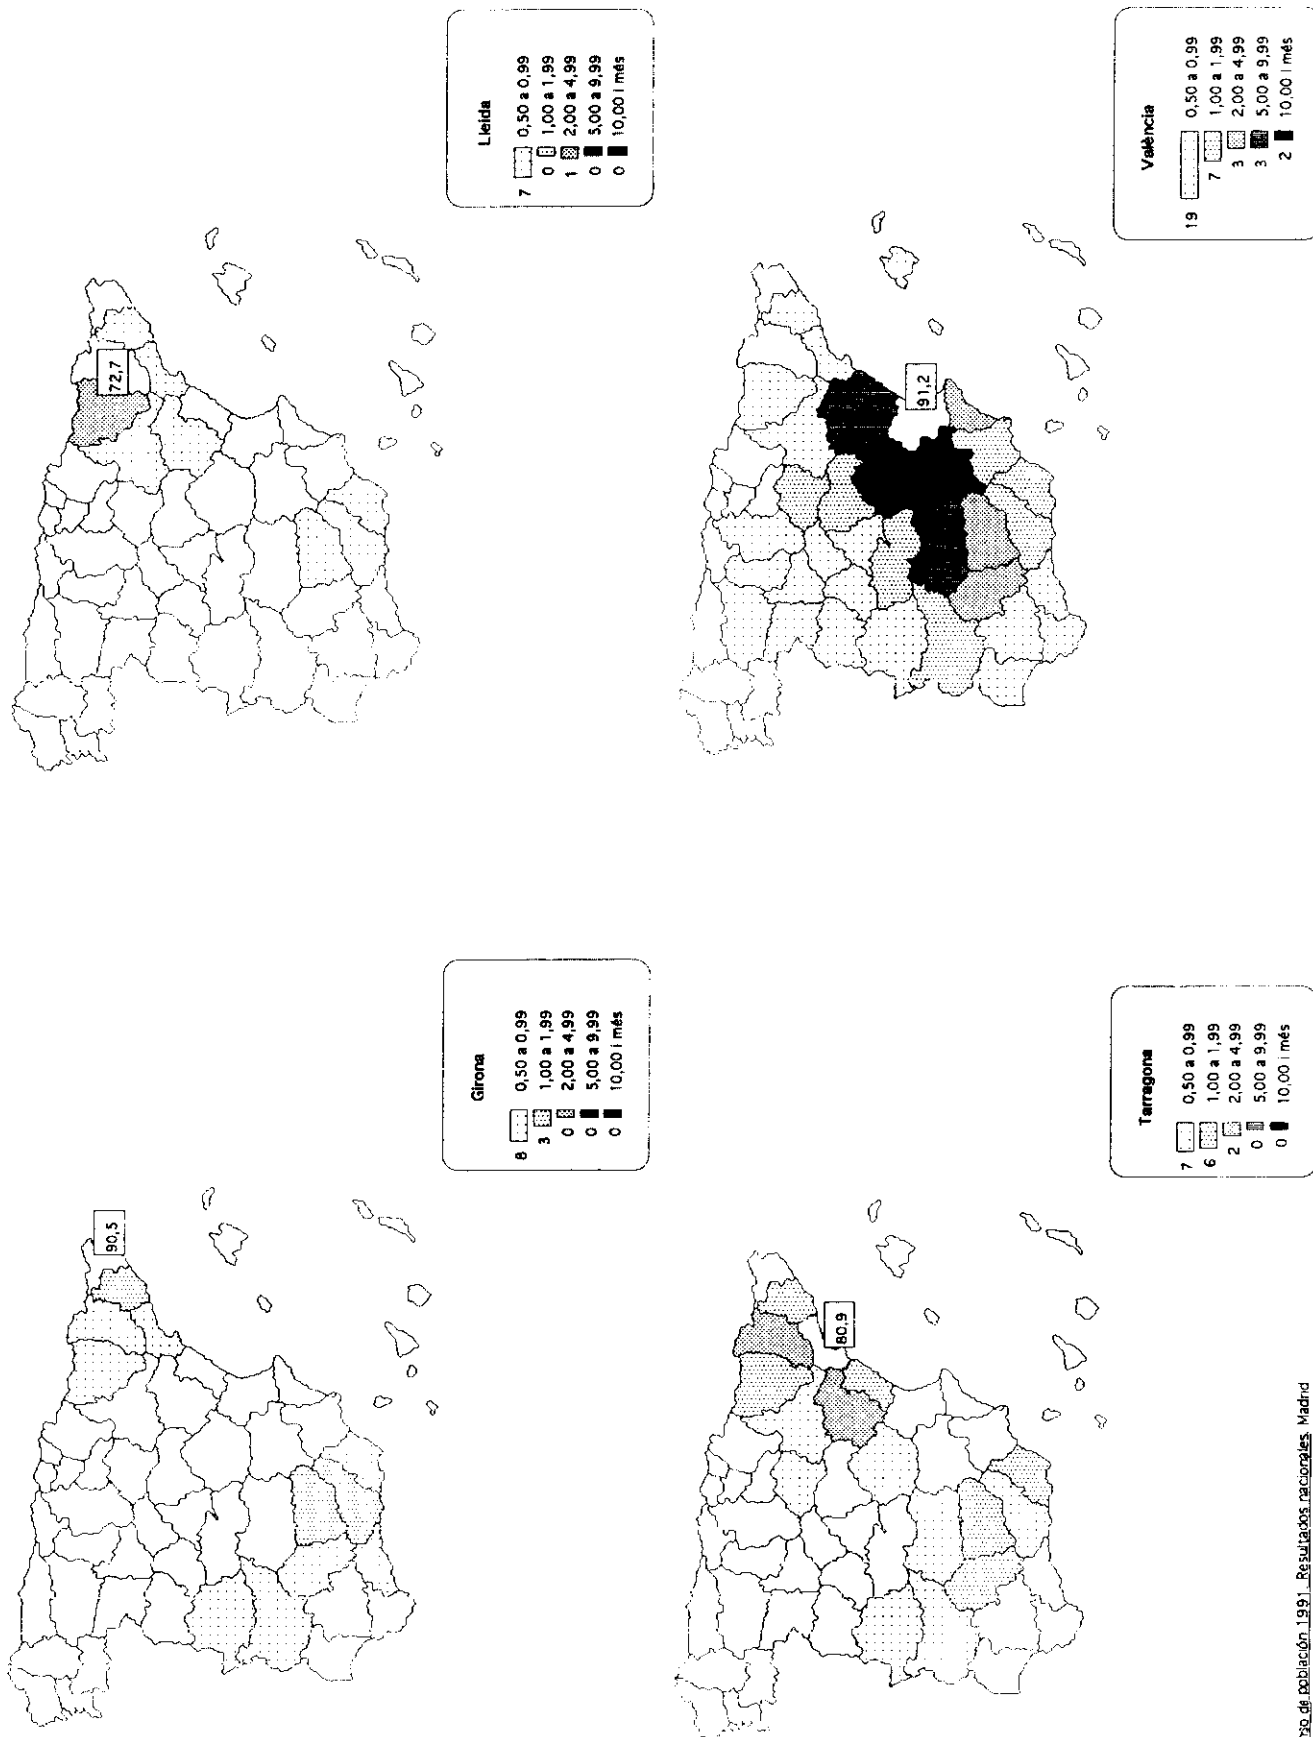 90,5
Girona
8 0,50 a 0,99
3 1,00 a 1,99
0 2,00 a 4,99
0 5,00 a 9,99
0 10,00 i més
72,7
Lleida
7 0,50 a 0,99
0 1,00 a 1,99
1 2,00 a 4,99
0 5,00 a 9,99
0 10,00 i més
80,9
Tarragona
7 0,50 a 0,99
6 1,00 a 1,99
2 2,00 a 4,99
0 5,00 a 9,99
0 10,00 i més
91,2
València
19 0,50 a 0,99
7 1,00 a 1,99
3 2,00 a 4,99
3 5,00 a 9,99
2 10,00 i més
de población 1991. Resultados nacionales. Madrid